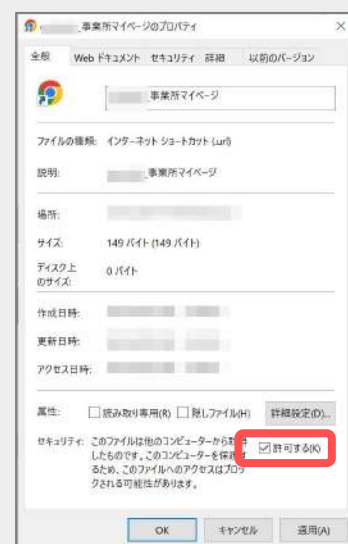 _事業所マイページのプロパティ
全般 Web ドキュメント セキュリティ 詳細 以前のバージョン
_事業所マイページ
ファイルの種類: インターネット ショートカット (.url)
説明: _事業所マイページ
場所:
サイズ: 149 バイト (149 バイト)
ディスク上 0 バイト
のサイズ:
作成日時:
更新日時:
アクセス日時:
属性: 読み取り専用(R) 隠しファイル(H) 詳細設定(D)...
セキュリティ: このファイルは他のコンピューターから取得
したものです。このコンピューターを保護す 許可する(K)
るため、このファイルへのアクセスはブロッ
クされる可能性があります。
OK キャンセル 適用(A)